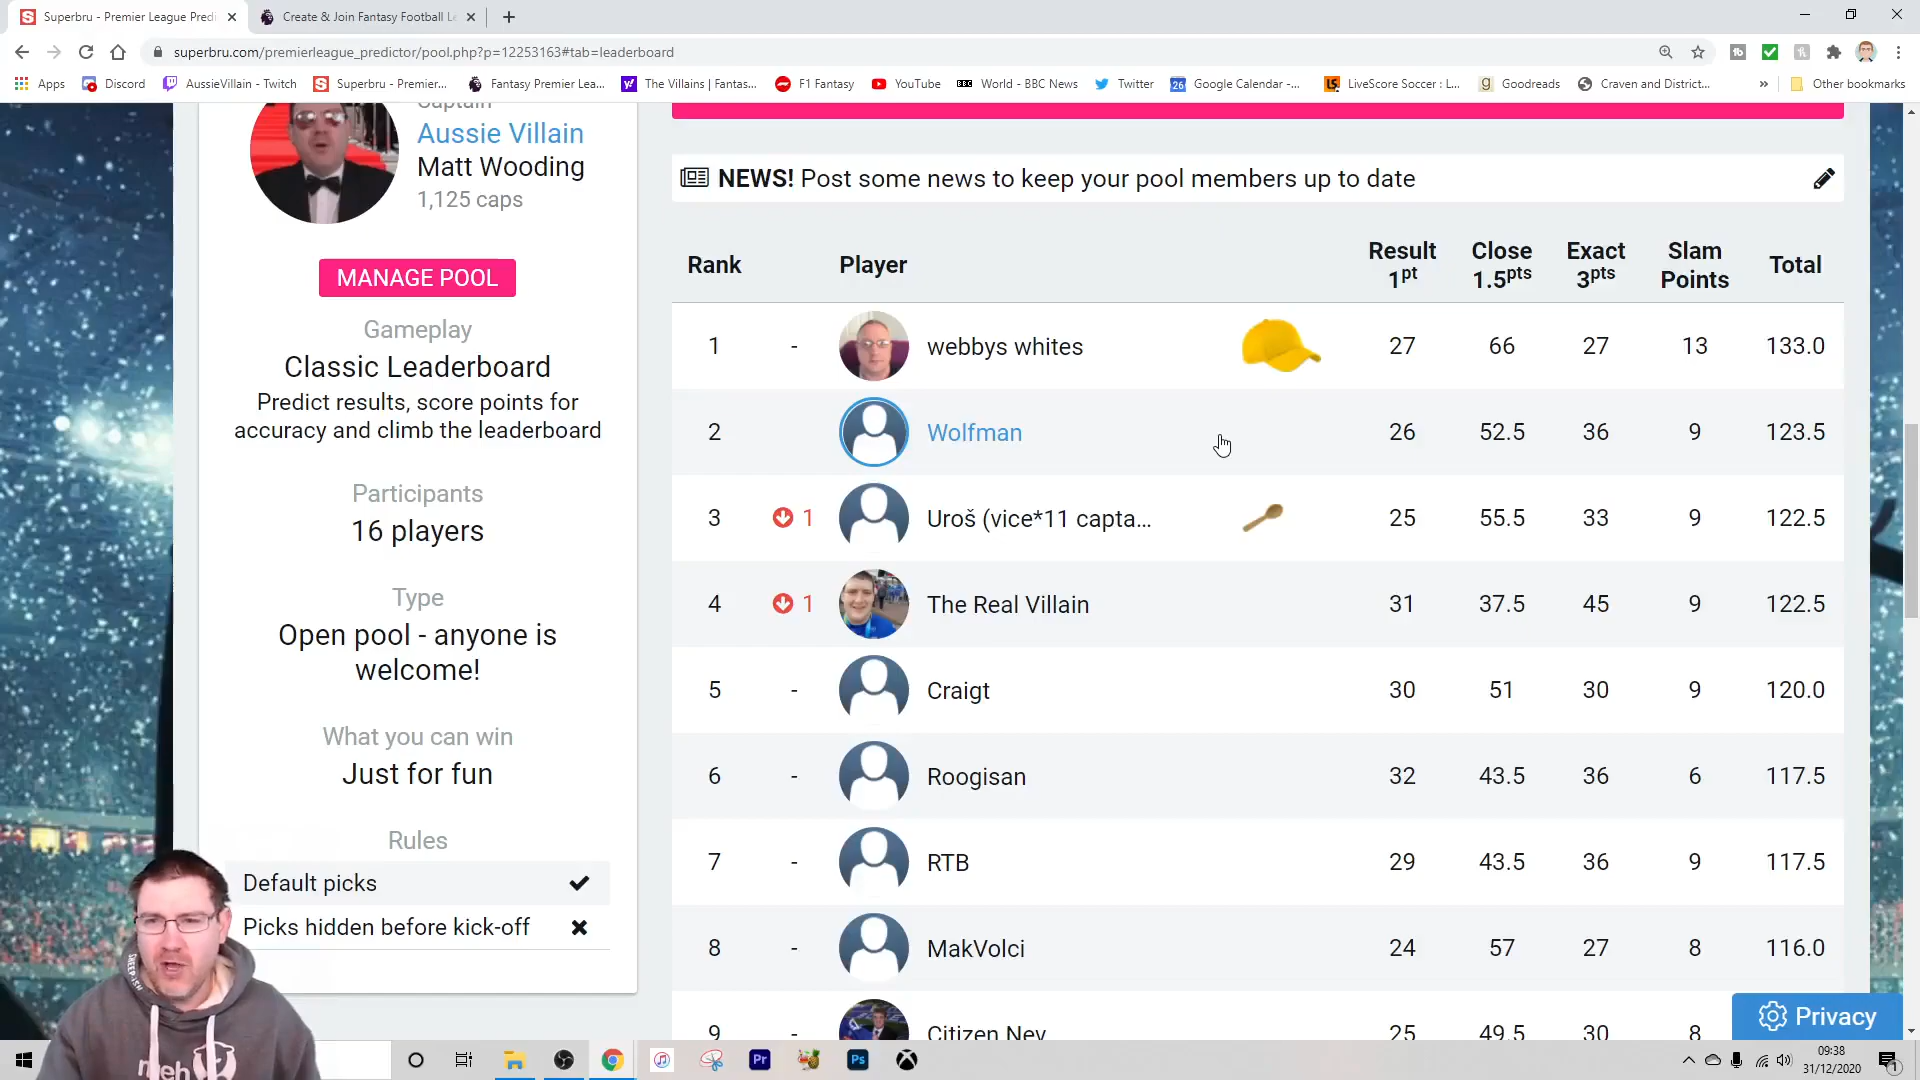 Superbru - Premier League Predi
Create & Join Fantasy Football Le
superbru.com/premierleague_predictor/pool.php?p=12253163#tab=leaderboard
Apps Discord AussieVillain - Twitch Superbru - Premier... Fantasy Premier Lea... The Villains | Fantas... F1 Fantasy YouTube World - BBC News Twitter Google Calendar -... LiveScore Soccer : L... Goodreads Craven and District... » Other bookmarks
Captain
Aussie Villain
Matt Wooding
1,125 caps
MANAGE POOL
Gameplay
Classic Leaderboard
Predict results, score points for
accuracy and climb the leaderboard
Participants
16 players
Type
Open pool - anyone is
welcome!
What you can win
Just for fun
Rules
Default picks
Picks hidden before kick-off
NEWS! Post some news to keep your pool members up to date
Rank Player Result 1pt Close 1.5pts Exact 3pts Slam Points Total
1 - webbys whites 27 66 27 13 133.0
2 Wolfman 26 52.5 36 9 123.5
3 1 Uroš (vice*11 capta... 25 55.5 33 9 122.5
4 1 The Real Villain 31 37.5 45 9 122.5
5 - Craigt 30 51 30 9 120.0
6 - Roogisan 32 43.5 36 6 117.5
7 - RTB 29 43.5 36 9 117.5
8 - MakVolci 24 57 27 8 116.0
9 - Citizen Nev 25 49.5 30 8
Privacy
meh
09:38
31/12/2020